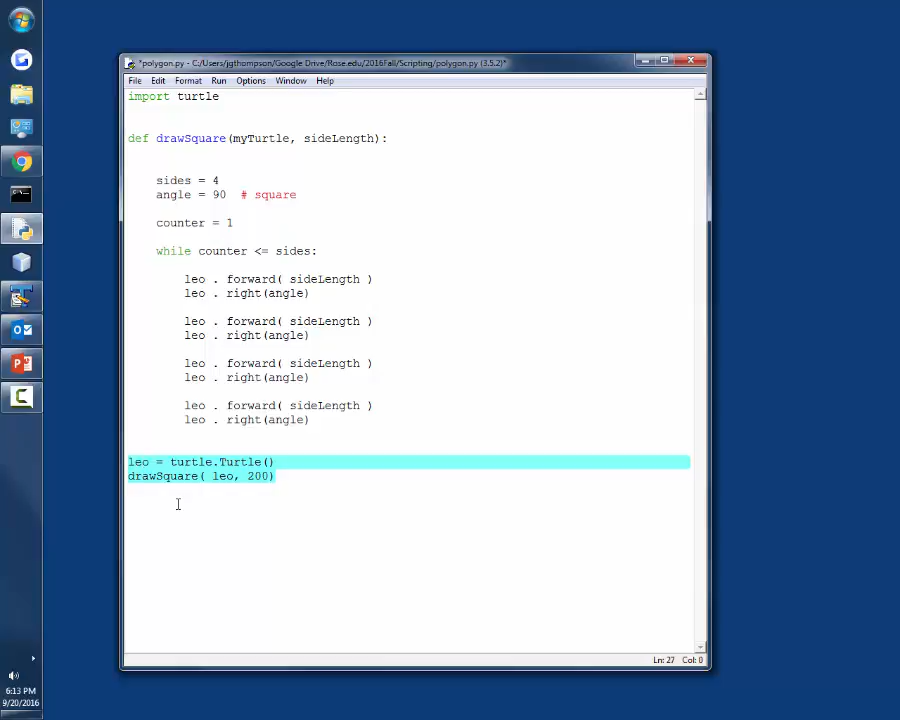 *polygon.py - C:/Users/jgthompson/Google Drive/Rose.edu/2016Fall/Scripting/polygon.py (3.5.2)*
File Edit Format Run Options Window Help
import turtle
def drawSquare(myTurtle, sideLength):
sides = 4
angle = 90  # square
counter = 1
while counter <= sides:
leo . forward( sideLength )
leo . right(angle)
leo . forward( sideLength )
leo . right(angle)
leo . forward( sideLength )
leo . right(angle)
leo . forward( sideLength )
leo . right(angle)
leo = turtle.Turtle()
drawSquare( leo, 200)
Ln: 27 Col: 0
6:13 PM
9/20/2016